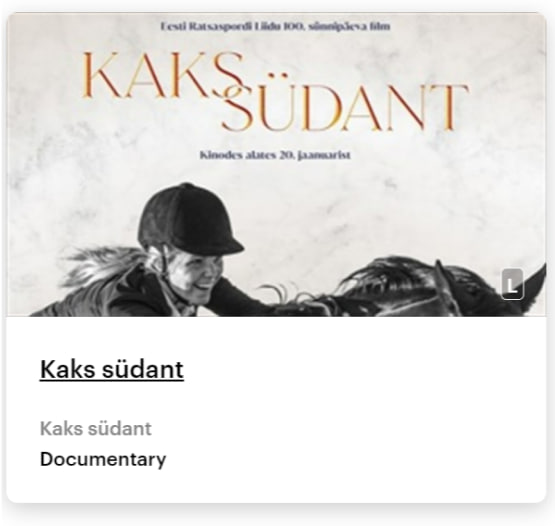 Eesti Ratsaspordi Liidu 100. sünnipäeva film
KAKS
SÜDANT
Kinodes alates 20. jaanuarist
L
Kaks südant
Kaks südant
Documentary